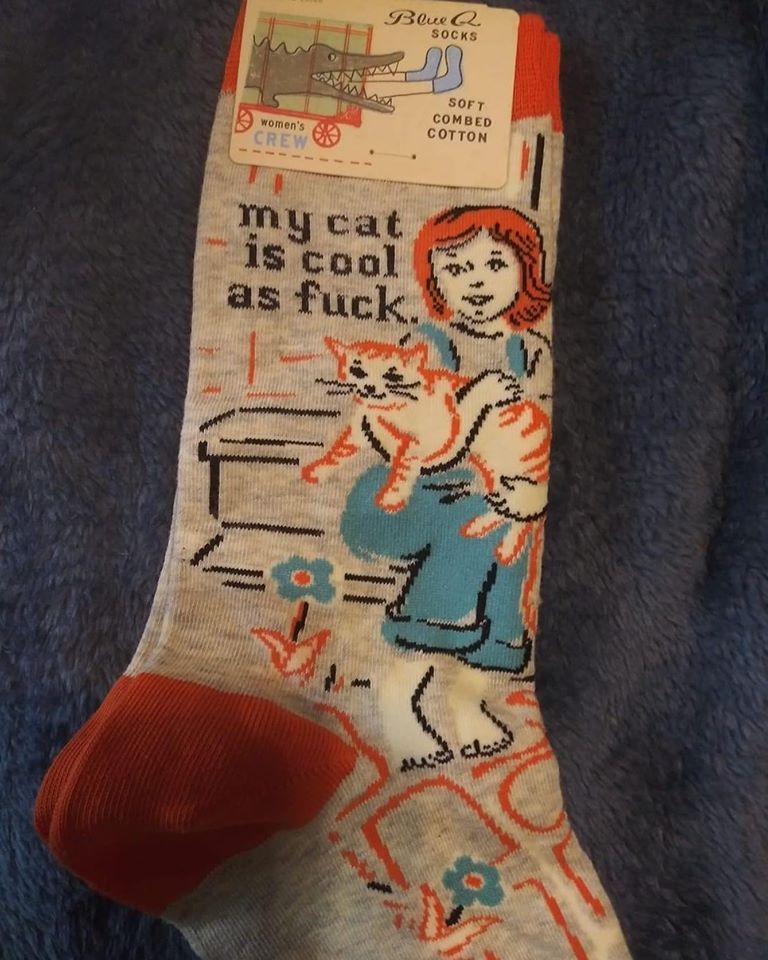 Blue Q
SOCKS
SOFT
COMBED
COTTON
women's
CREW
my cat
is cool
as fuck.